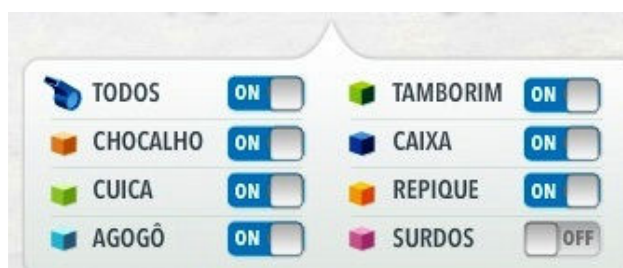 TODOS ON TAMBORIM ON
CHOCALHO ON CAIXA ON
CUICA ON REPIQUE ON
AGOGÔ ON SURDOS OFF